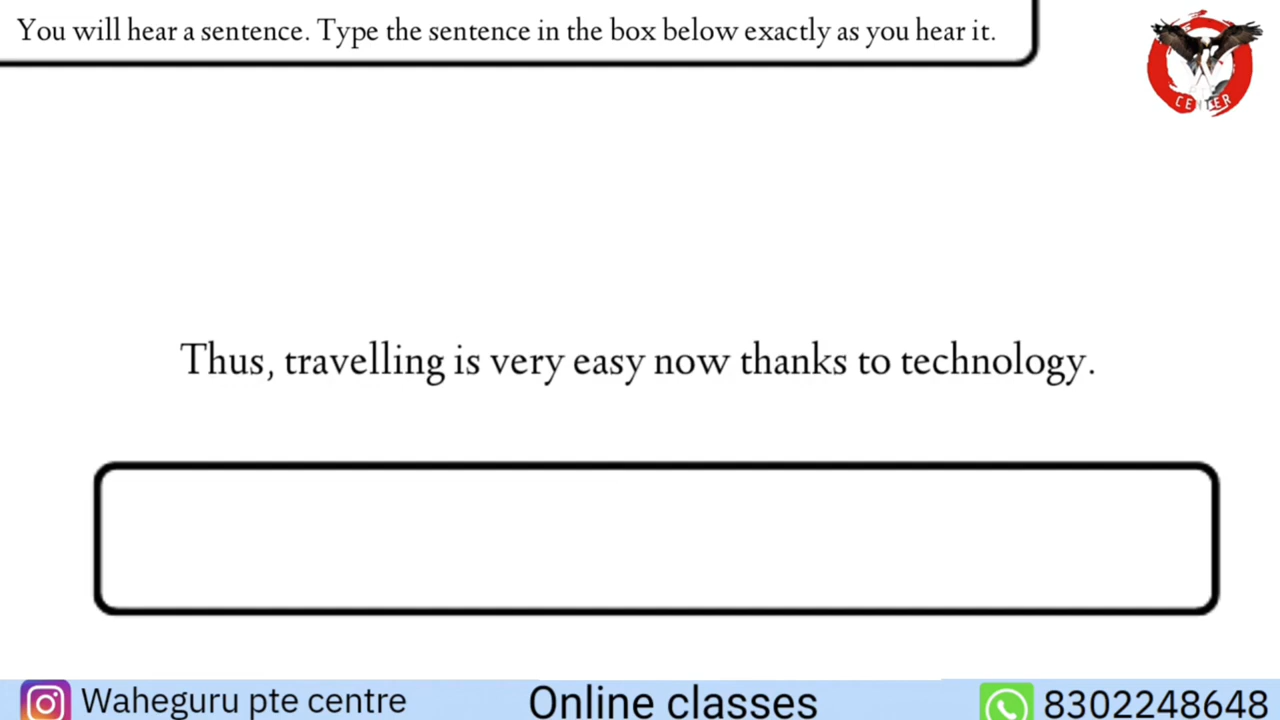 You will hear a sentence. Type the sentence in the box below exactly as you hear it.
CENTER
Thus, travelling is very easy now thanks to technology.
Waheguru pte centre
Online classes
8302248648